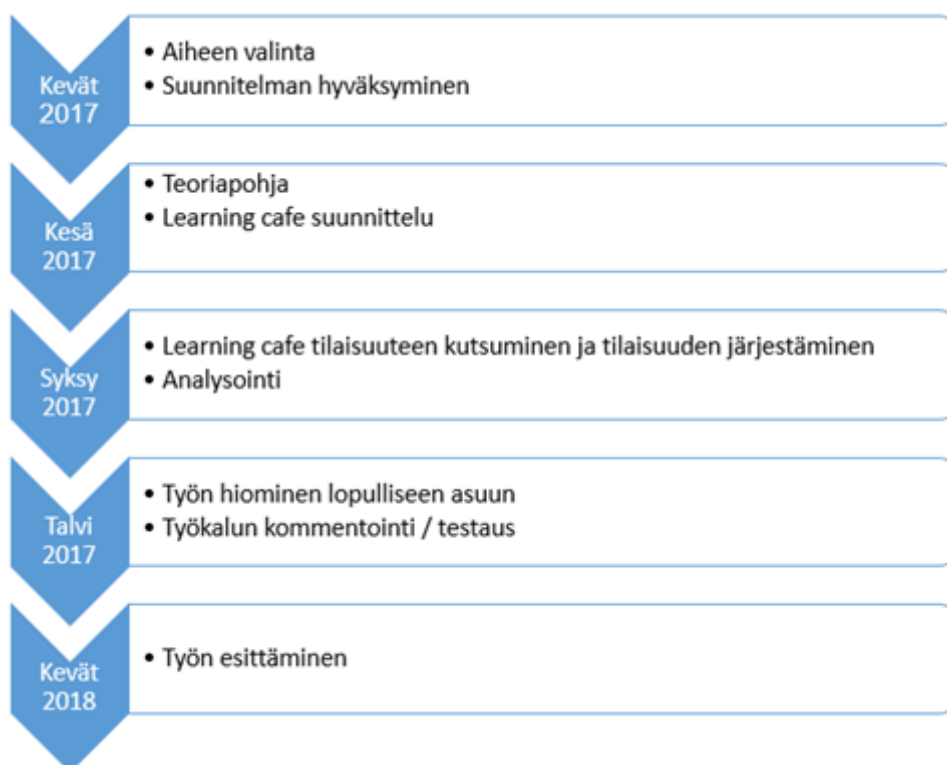 Kevät
2017
• Aiheen valinta
• Suunnitelman hyväksyminen
Kesä
2017
• Teoriapohja
• Learning cafe suunnittelu
Syksy
2017
• Learning cafe tilaisuuteen kutsuminen ja tilaisuuden järjestäminen
• Analysointi
Talvi
2017
• Työn hiominen lopulliseen asuun
• Työkalun kommentointi / testaus
Kevät
2018
• Työn esittäminen